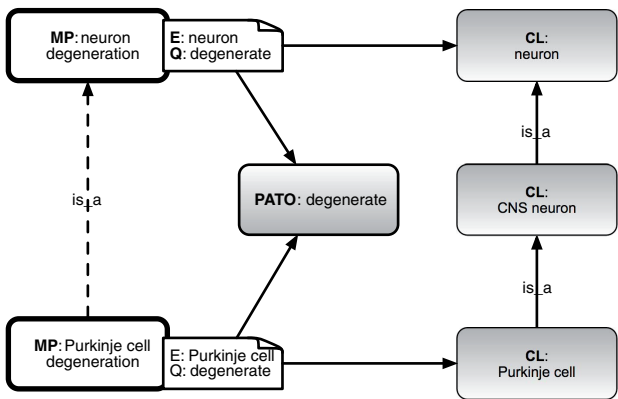 MP: neuron
degeneration
E: neuron
Q: degenerate
CL:
neuron
is_a
is_a
PATO: degenerate
CL:
CNS neuron
is_a
MP: Purkinje cell
degeneration
E: Purkinje cell
Q: degenerate
CL:
Purkinje cell